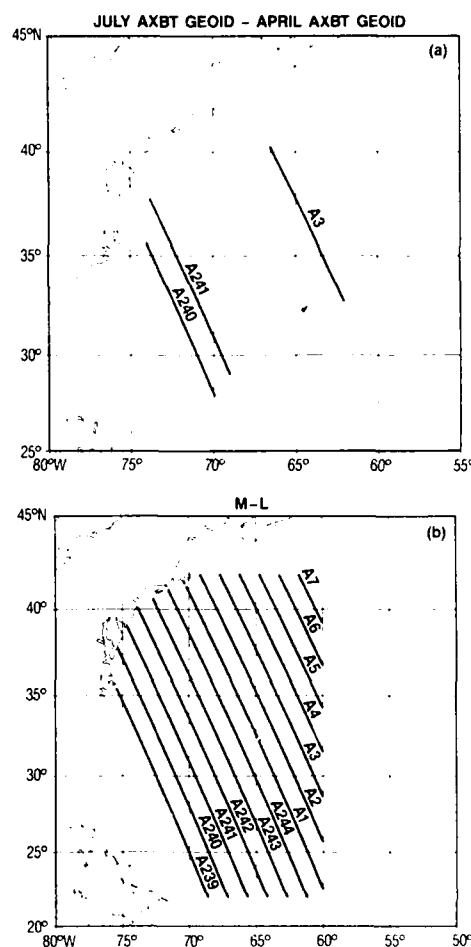 JULY AXBT GEOID – APRIL AXBT GEOID
45°N
(a)
40°
A3
35°
A241
A240
30°
25°
80°W 75° 70° 65° 60° 55°
M–L
45°N
(b)
A7
40°
A6
A5
35°
A4
A3
30°
A2
A1
A244
A243
A242
A241
A240
A239
25°
20°
80°W 75° 70° 65° 60° 55° 50°